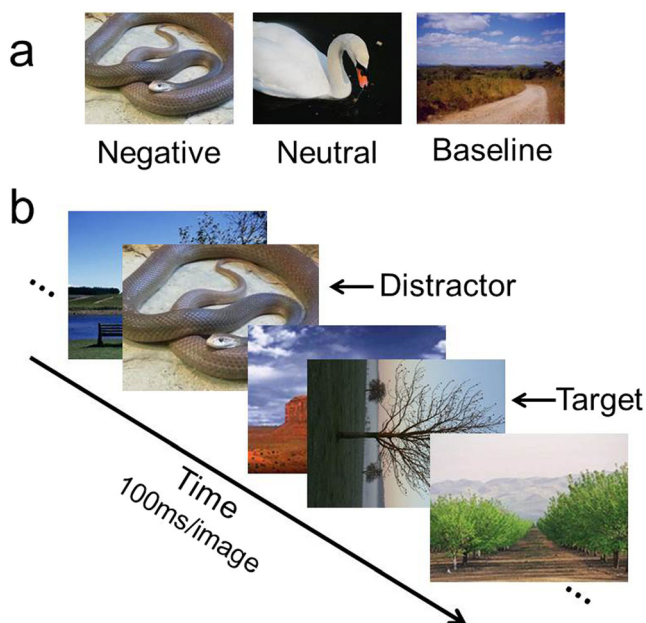 a
Negative
Neutral
Baseline
b
...
Distractor
Target
Time
100ms/image
...